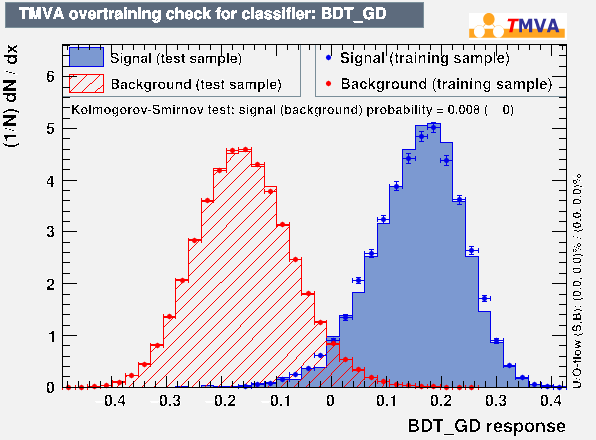 TMVA overtraining check for classifier: BDT_GD
TMVA
Signal (test sample)
Signal (training sample)
Background (test sample)
Background (training sample)
Kolmogorov-Smirnov test: signal (background) probability = 0.008 ( 0)
(1/N) dN / dx
6
5
4
3
2
1
0
-0.4 -0.3 -0.2 -0.1 0 0.1 0.2 0.3 0.4
BDT_GD response
U/O-flow (S,B): (0.0, 0.0)% / (0.0, 0.0)%